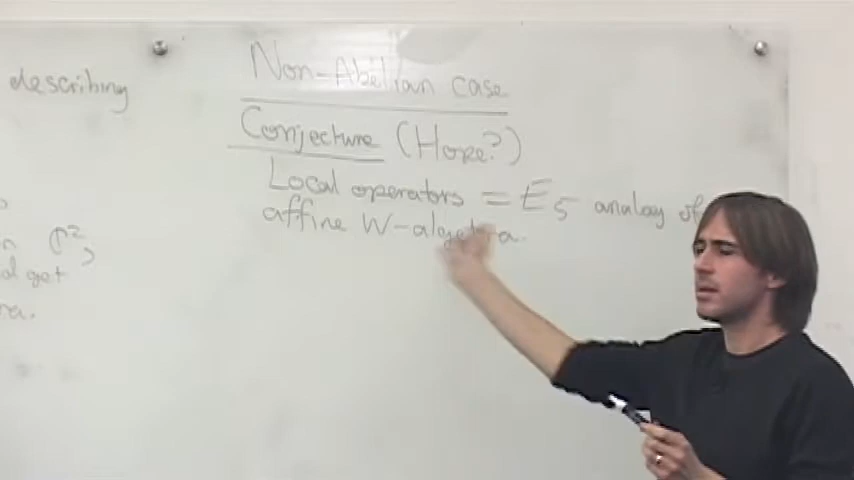 describing
Non-Abelian case
Conjecture (Hope?)
Local operators = E5 analog of
affine W-algebra.